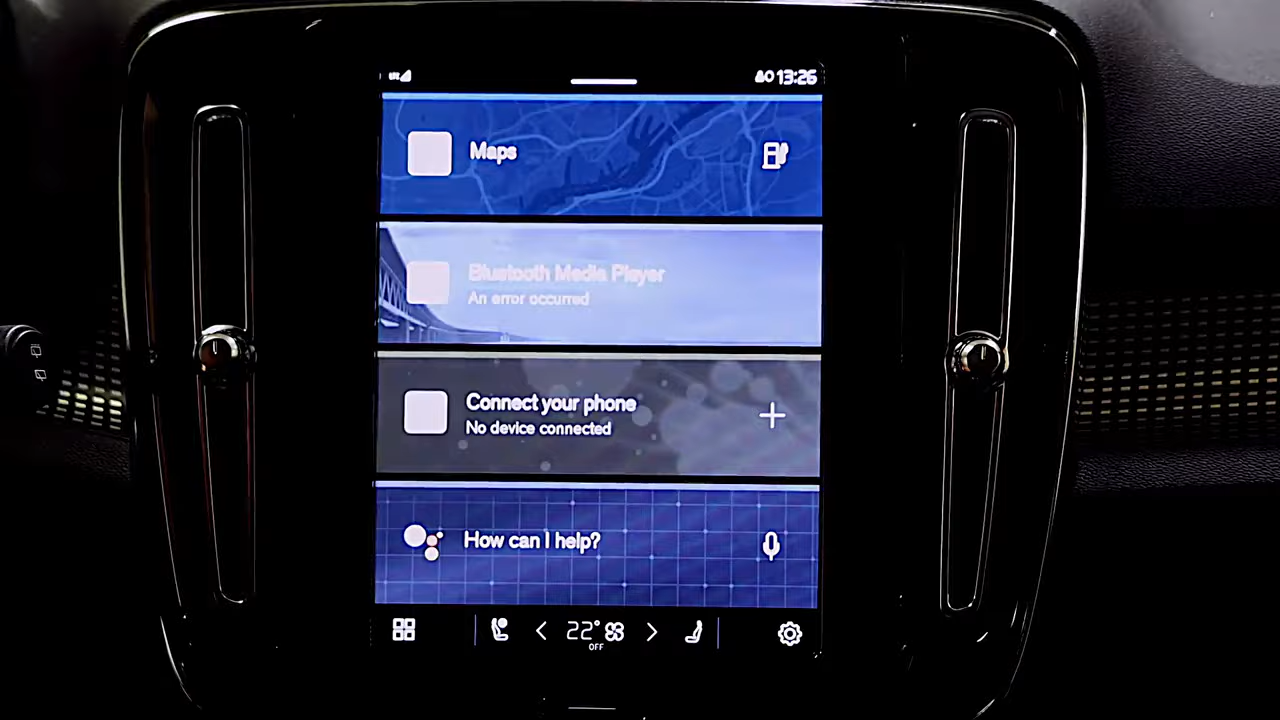 13:26
Maps
Bluetooth Media Player
An error occurred
Connect your phone
No device connected
How can I help?
22°
OFF